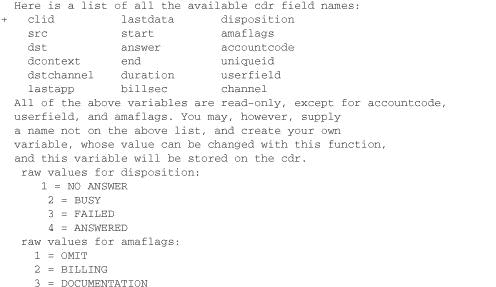 Here is a list of all the available cdr field names:
+ clid lastdata disposition
src start amaflags
dst answer accountcode
dcontext end uniqueid
dstchannel duration userfield
lastapp billsec channel
All of the above variables are read-only, except for accountcode,
userfield, and amaflags. You may, however, supply
a name not on the above list, and create your own
variable, whose value can be changed with this function,
and this variable will be stored on the cdr.
raw values for disposition:
1 = NO ANSWER
2 = BUSY
3 = FAILED
4 = ANSWERED
raw values for amaflags:
1 = OMIT
2 = BILLING
3 = DOCUMENTATION